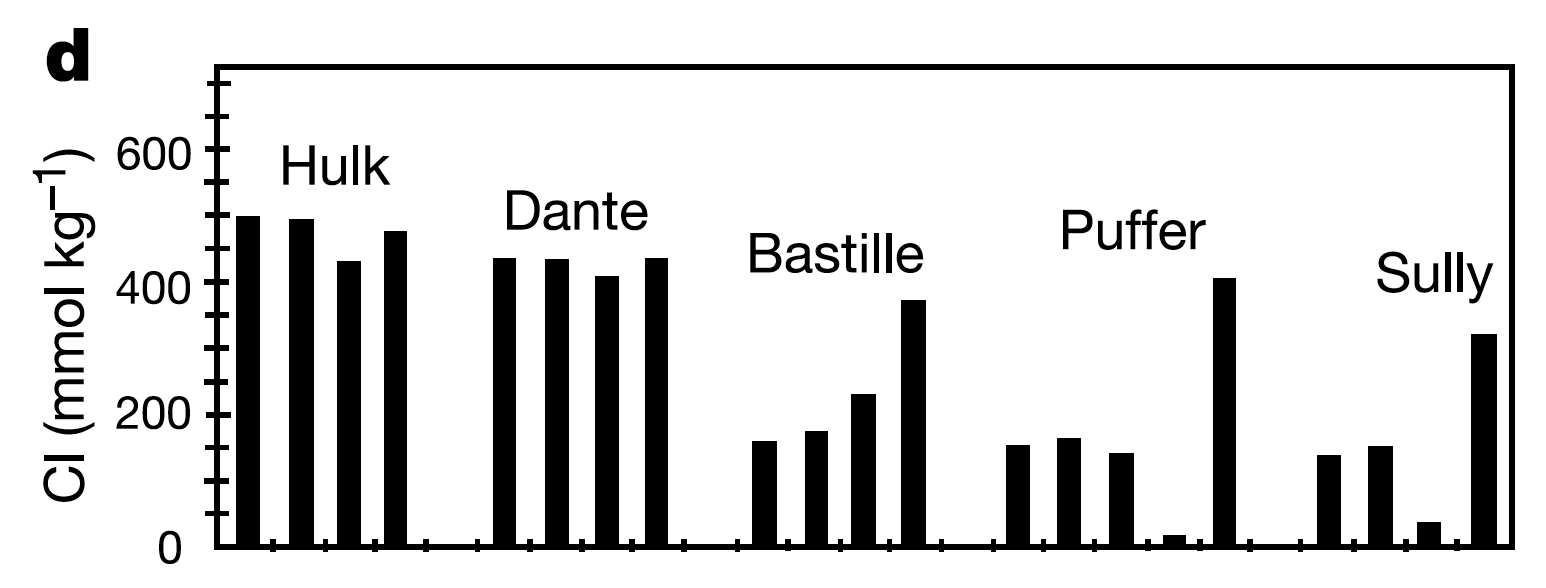 d
Cl (mmol kg⁻¹)
600
400
200
0
Hulk
Dante
Bastille
Puffer
Sully